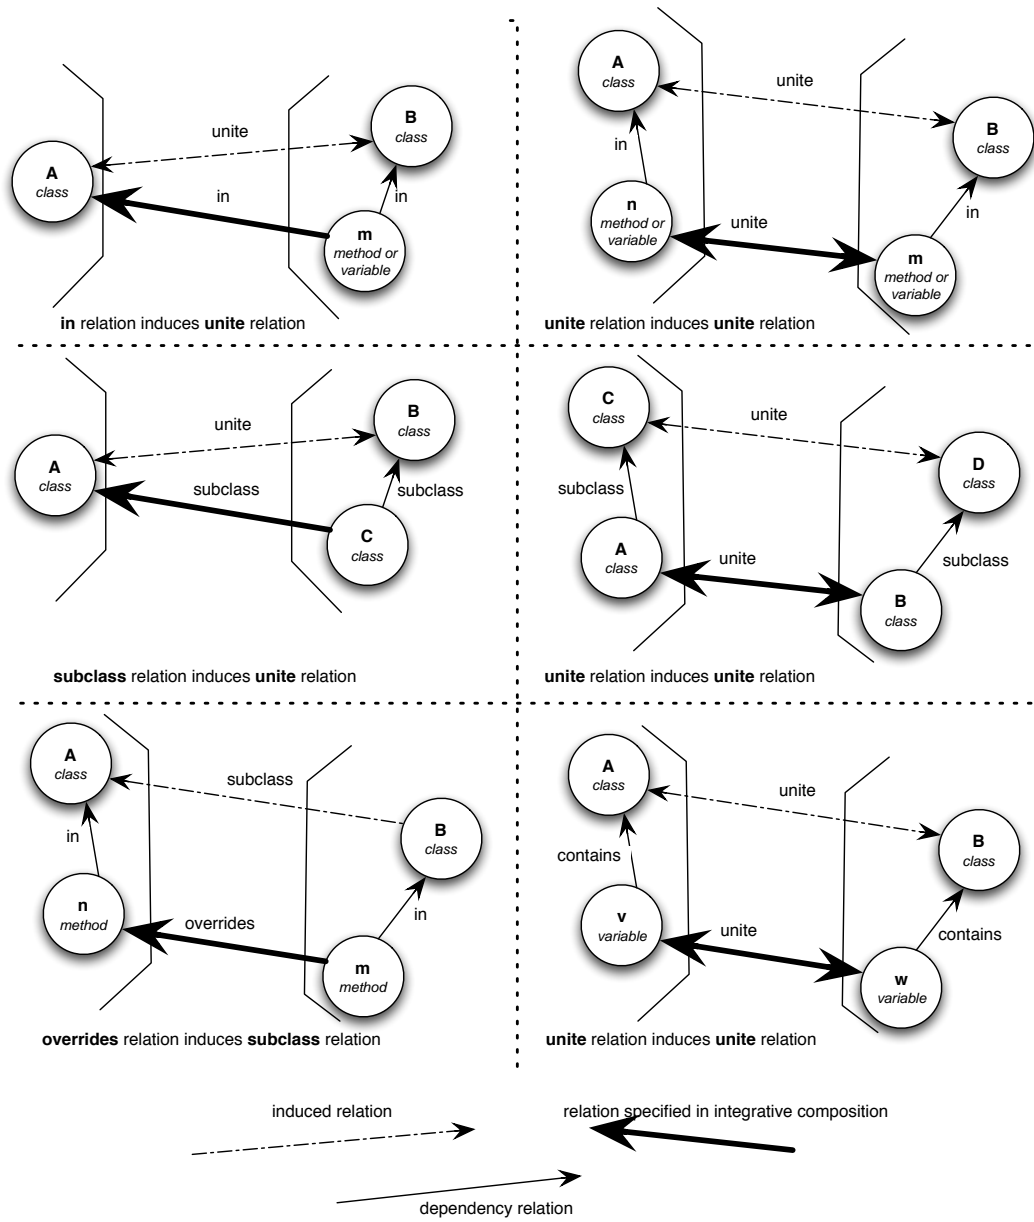 A
class
unite
B
class
in
in
m
method or
variable
in relation induces unite relation
A
class
unite
B
class
in
n
method or
variable
unite
in
m
method or
variable
unite relation induces unite relation
A
class
unite
B
class
subclass
subclass
C
class
subclass relation induces unite relation
C
class
unite
D
class
subclass
A
class
unite
subclass
B
class
unite relation induces unite relation
A
class
subclass
B
class
in
n
method
overrides
in
m
method
overrides relation induces subclass relation
A
class
unite
B
class
contains
v
variable
unite
contains
w
variable
unite relation induces unite relation
induced relation
relation specified in integrative composition
dependency relation